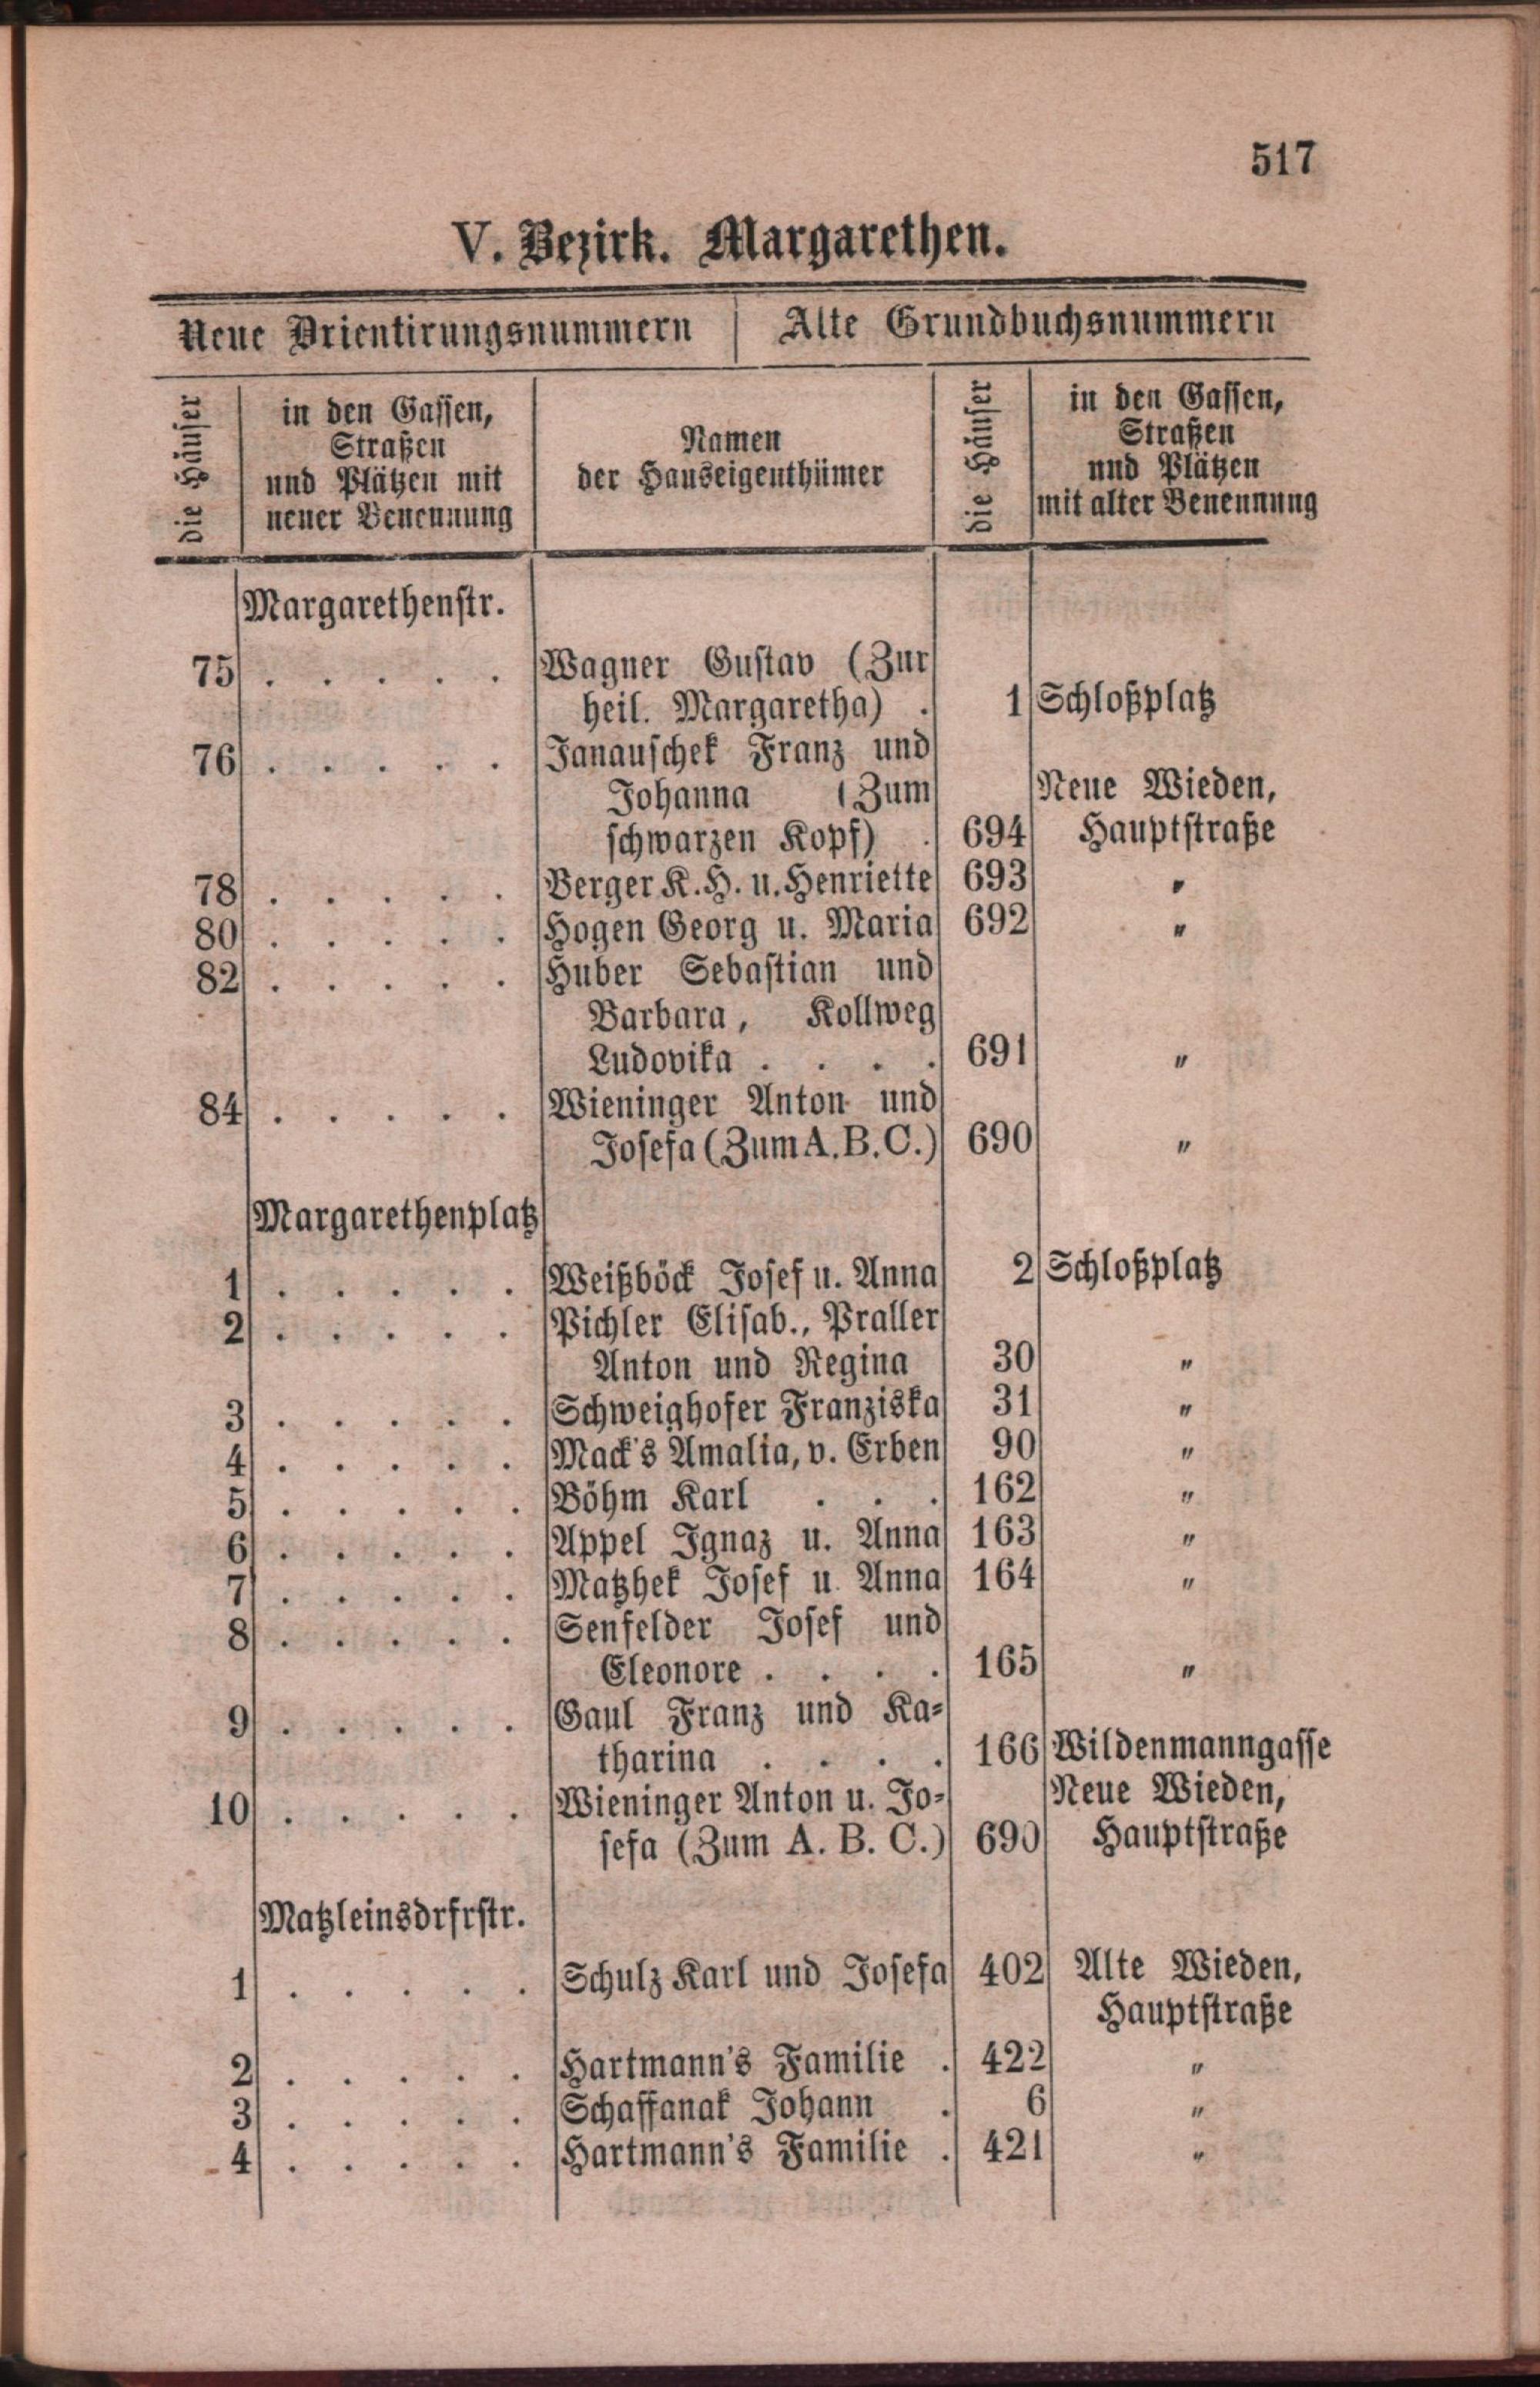 517
V. Bezirk. Margarethen.
Neue Orientirungsnummern | Alte Grundbuchsnummern
die Häuser
in den Gassen,
Straßen
und Plätzen mit
neuer Benennung
Namen
der Hauseigenthümer
die Häuser
in den Gassen,
Straßen
und Plätzen
mit alter Benennung
Margarethenstr.
75 . . . . . Wagner Gustav (Zur
heil. Margaretha) . 1 Schloßplatz
76 . . . . . Janauschek Franz und
Johanna (Zum Neue Wieden,
schwarzen Kopf) . 694 Hauptstraße
78 . . . . . Berger K. H. u. Henriette 693 "
80 . . . . . Hogen Georg u. Maria 692 "
82 . . . . . Huber Sebastian und
Barbara, Kollweg
Ludovika . . . . 691 "
84 . . . . . Wieninger Anton und
Josefa (Zum A. B. C.) 690 "
Margarethenplatz
1 . . . . . Weißböck Josef u. Anna 2 Schloßplatz
2 . . . . . Pichler Elisab., Praller
Anton und Regina 30 "
3 . . . . . Schweighofer Franziska 31 "
4 . . . . . Mack's Amalia, v. Erben 90 "
5 . . . . . Böhm Karl . . . 162 "
6 . . . . . Appel Ignaz u. Anna 163 "
7 . . . . . Matzhek Josef u. Anna 164 "
8 . . . . . Senfelder Josef und
Eleonore . . . . 165 "
9 . . . . . Gaul Franz und Ka-
tharina . . . . 166 Wildenmanngasse
10 . . . . . Wieninger Anton u. Jo- Neue Wieden,
sefa (Zum A. B. C.) 690 Hauptstraße
Matzleinsdrfrstr.
1 . . . . . Schulz Karl und Josefa 402 Alte Wieden,
Hauptstraße
2 . . . . . Hartmann's Familie . 422 "
3 . . . . . Schaffanak Johann . 6 "
4 . . . . . Hartmann's Familie . 421 "